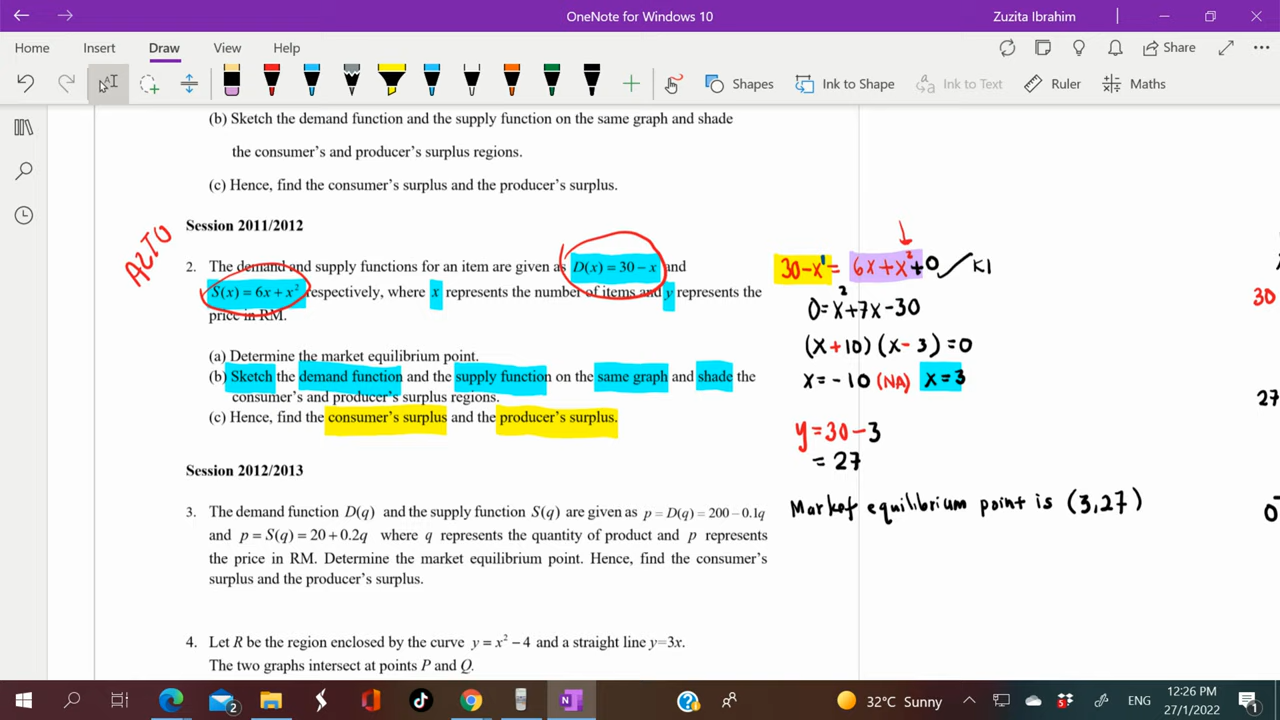 OneNote for Windows 10
Zuzita Ibrahim
Home Insert Draw View Help
Share
Shapes
Ink to Shape
Ink to Text
Ruler
Maths
(b) Sketch the demand function and the supply function on the same graph and shade
the consumer's and producer's surplus regions.
(c) Hence, find the consumer's surplus and the producer's surplus.
Session 2011/2012
2. The demand and supply functions for an item are given as D(x) = 30 − x and
S(x) = 6x + x² respectively, where x represents the number of items and y represents the
price in RM.
(a) Determine the market equilibrium point.
(b) Sketch the demand function and the supply function on the same graph and shade the
consumer's and producer's surplus regions.
(c) Hence, find the consumer's surplus and the producer's surplus.
Session 2012/2013
3. The demand function D(q) and the supply function S(q) are given as p = D(q) = 200 − 0.1q
and p = S(q) = 20 + 0.2q where q represents the quantity of product and p represents
the price in RM. Determine the market equilibrium point. Hence, find the consumer's
surplus and the producer's surplus.
4. Let R be the region enclosed by the curve y = x² − 4 and a straight line y=3x.
The two graphs intersect at points P and Q.
30-x¹ = 6x+x²+0 ✓ K1
0 = x²+7x-30
(x+10)(x-3)=0
x = -10 (NA) x = 3
y = 30-3
= 27
Market equilibrium point is (3,27)
30
27
0
2
32°C Sunny
ENG
12:26 PM
27/1/2022
1